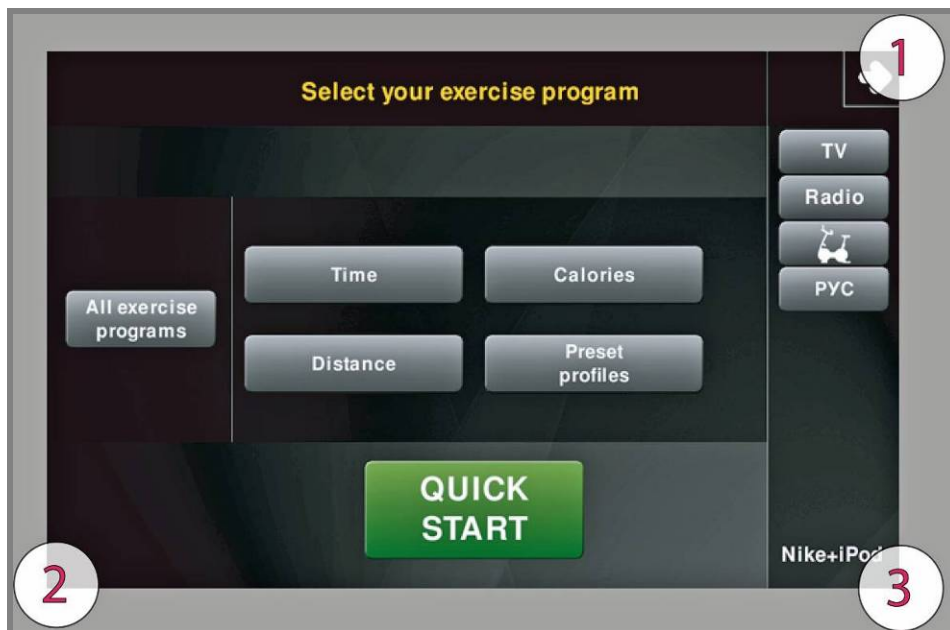 1
Select your exercise program
TV
Radio
РУС
Time
Calories
All exercise
programs
Distance
Preset
profiles
QUICK
START
Nike+iPod
2
3